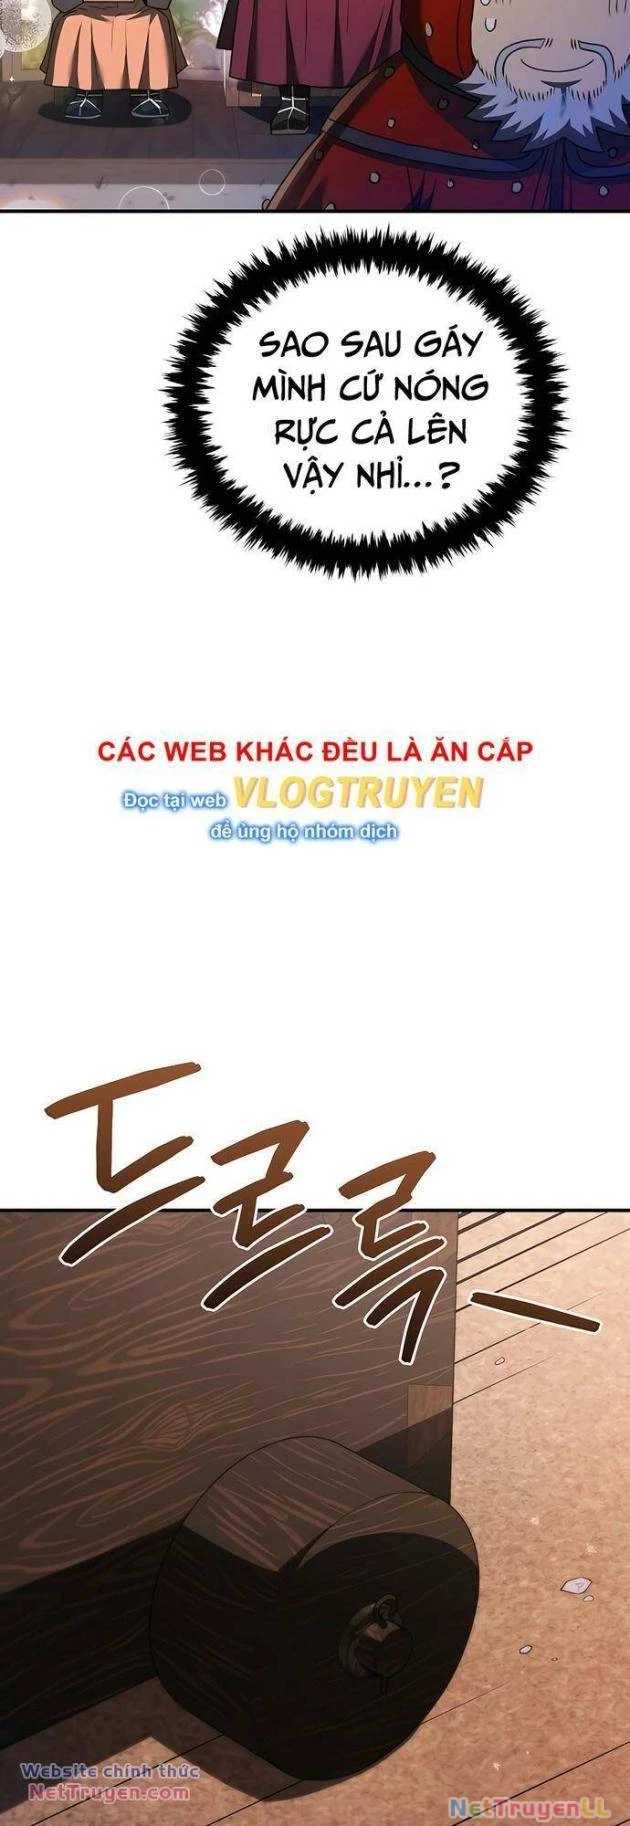 SAO SAU GÁY
MÌNH CỨ NÓNG
RỰC CẢ LÊN
VẬY NHỈ...?
CÁC WEB KHÁC ĐỀU LÀ ĂN CẮP
Đọc tại web VLOGTRUYEN
để ủng hộ nhóm dịch
드르륵-
Website chính thức
NetTruyen.com
NetTruyenLL